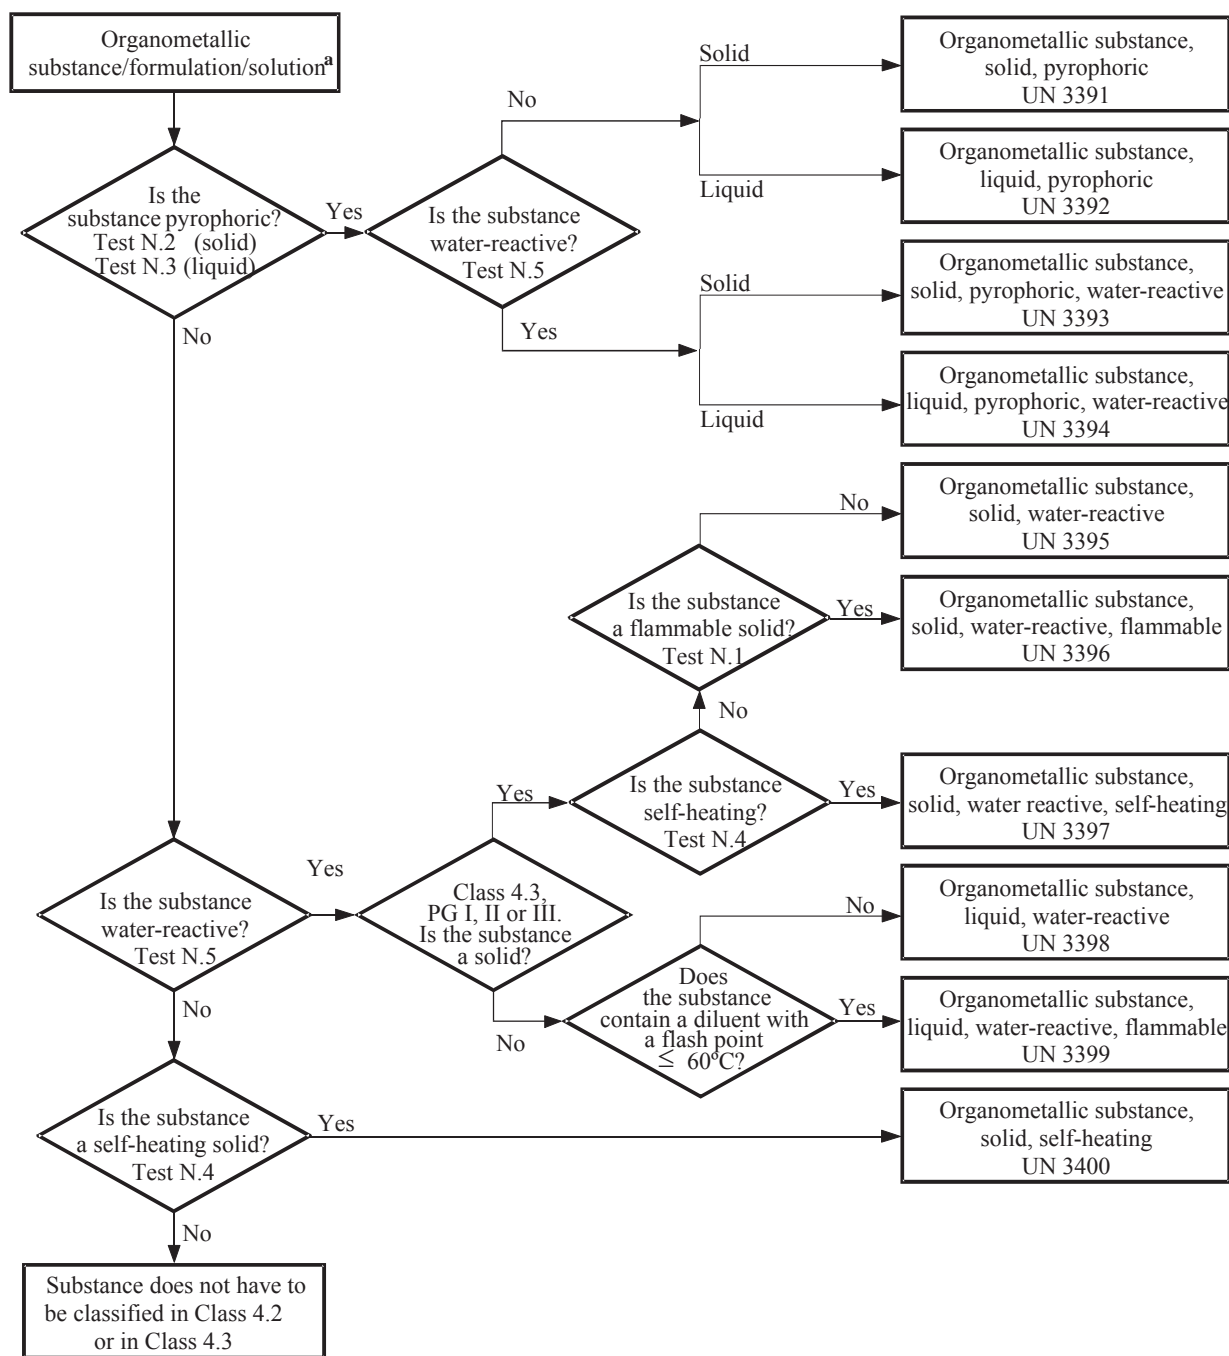 Organometallic
substance/formulation/solutionª
Is the
substance pyrophoric?
Test N.2 (solid)
Test N.3 (liquid)
Yes
No
Is the substance
water-reactive?
Test N.5
No
Yes
Solid
Liquid
Organometallic substance,
solid, pyrophoric
UN 3391
Organometallic substance,
liquid, pyrophoric
UN 3392
Solid
Liquid
Organometallic substance,
solid, pyrophoric, water-reactive
UN 3393
Organometallic substance,
liquid, pyrophoric, water-reactive
UN 3394
No
Organometallic substance,
solid, water-reactive
UN 3395
Is the substance
a flammable solid?
Test N.1
Yes
Organometallic substance,
solid, water-reactive, flammable
UN 3396
No
Is the substance
self-heating?
Test N.4
Yes
Organometallic substance,
solid, water reactive, self-heating
UN 3397
Yes
Is the substance
water-reactive?
Test N.5
Yes
Class 4.3,
PG I, II or III.
Is the substance
a solid?
No
No
Organometallic substance,
liquid, water-reactive
UN 3398
Does
the substance
contain a diluent with
a flash point
≤ 60ºC?
Yes
Organometallic substance,
liquid, water-reactive, flammable
UN 3399
No
Is the substance
a self-heating solid?
Test N.4
Yes
Organometallic substance,
solid, self-heating
UN 3400
No
Substance does not have to
be classified in Class 4.2
or in Class 4.3